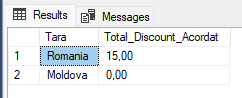 Results Messages
Tara Total_Discount_Acordat
1 Romania 15,00
2 Moldova 0,00